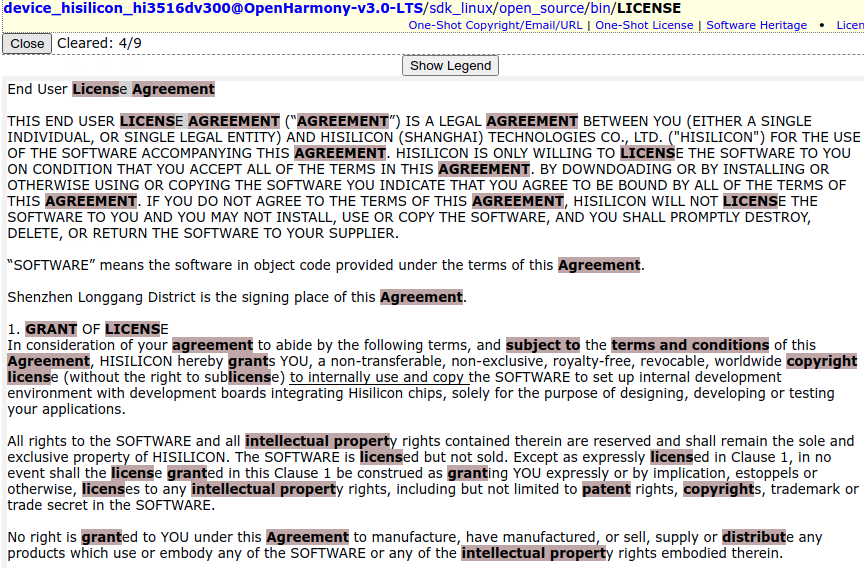 device_hisilicon_hi3516dv300@OpenHarmony-v3.0-LTS/sdk_linux/open_source/bin/LICENSE
One-Shot Copyright/Email/URL | One-Shot License | Software Heritage • Licen
Close Cleared: 4/9
Show Legend
End User License Agreement
THIS END USER LICENSE AGREEMENT (“AGREEMENT”) IS A LEGAL AGREEMENT BETWEEN YOU (EITHER A SINGLE
INDIVIDUAL, OR SINGLE LEGAL ENTITY) AND HISILICON (SHANGHAI) TECHNOLOGIES CO., LTD. ("HISILICON") FOR THE USE
OF THE SOFTWARE ACCOMPANYING THIS AGREEMENT. HISILICON IS ONLY WILLING TO LICENSE THE SOFTWARE TO YOU
ON CONDITION THAT YOU ACCEPT ALL OF THE TERMS IN THIS AGREEMENT. BY DOWNDOADING OR BY INSTALLING OR
OTHERWISE USING OR COPYING THE SOFTWARE YOU INDICATE THAT YOU AGREE TO BE BOUND BY ALL OF THE TERMS OF
THIS AGREEMENT. IF YOU DO NOT AGREE TO THE TERMS OF THIS AGREEMENT, HISILICON WILL NOT LICENSE THE
SOFTWARE TO YOU AND YOU MAY NOT INSTALL, USE OR COPY THE SOFTWARE, AND YOU SHALL PROMPTLY DESTROY,
DELETE, OR RETURN THE SOFTWARE TO YOUR SUPPLIER.
“SOFTWARE” means the software in object code provided under the terms of this Agreement.
Shenzhen Longgang District is the signing place of this Agreement.
1. GRANT OF LICENSE
In consideration of your agreement to abide by the following terms, and subject to the terms and conditions of this
Agreement, HISILICON hereby grants YOU, a non-transferable, non-exclusive, royalty-free, revocable, worldwide copyright
license (without the right to sublicense) to internally use and copy the SOFTWARE to set up internal development
environment with development boards integrating Hisilicon chips, solely for the purpose of designing, developing or testing
your applications.
All rights to the SOFTWARE and all intellectual property rights contained therein are reserved and shall remain the sole and
exclusive property of HISILICON. The SOFTWARE is licensed but not sold. Except as expressly licensed in Clause 1, in no
event shall the license granted in this Clause 1 be construed as granting YOU expressly or by implication, estoppels or
otherwise, licenses to any intellectual property rights, including but not limited to patent rights, copyrights, trademark or
trade secret in the SOFTWARE.
No right is granted to YOU under this Agreement to manufacture, have manufactured, or sell, supply or distribute any
products which use or embody any of the SOFTWARE or any of the intellectual property rights embodied therein.